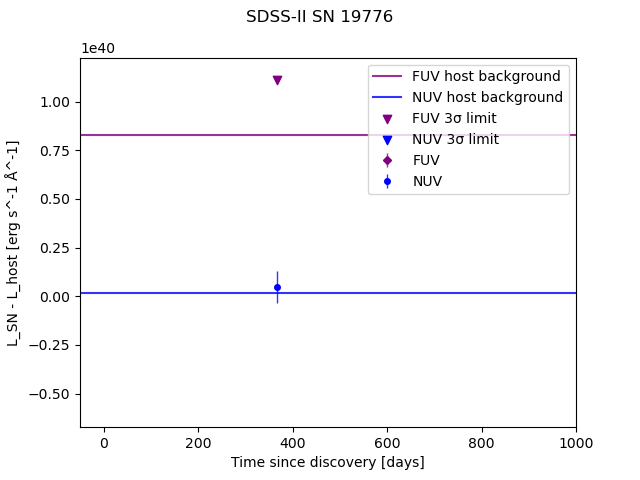 SDSS-II SN 19776
1e40
FUV host background
NUV host background
FUV 3σ limit
NUV 3σ limit
FUV
NUV
1.00
0.75
0.50
0.25
0.00
−0.25
−0.50
L_SN - L_host [erg s^-1 Å^-1]
0 200 400 600 800 1000
Time since discovery [days]